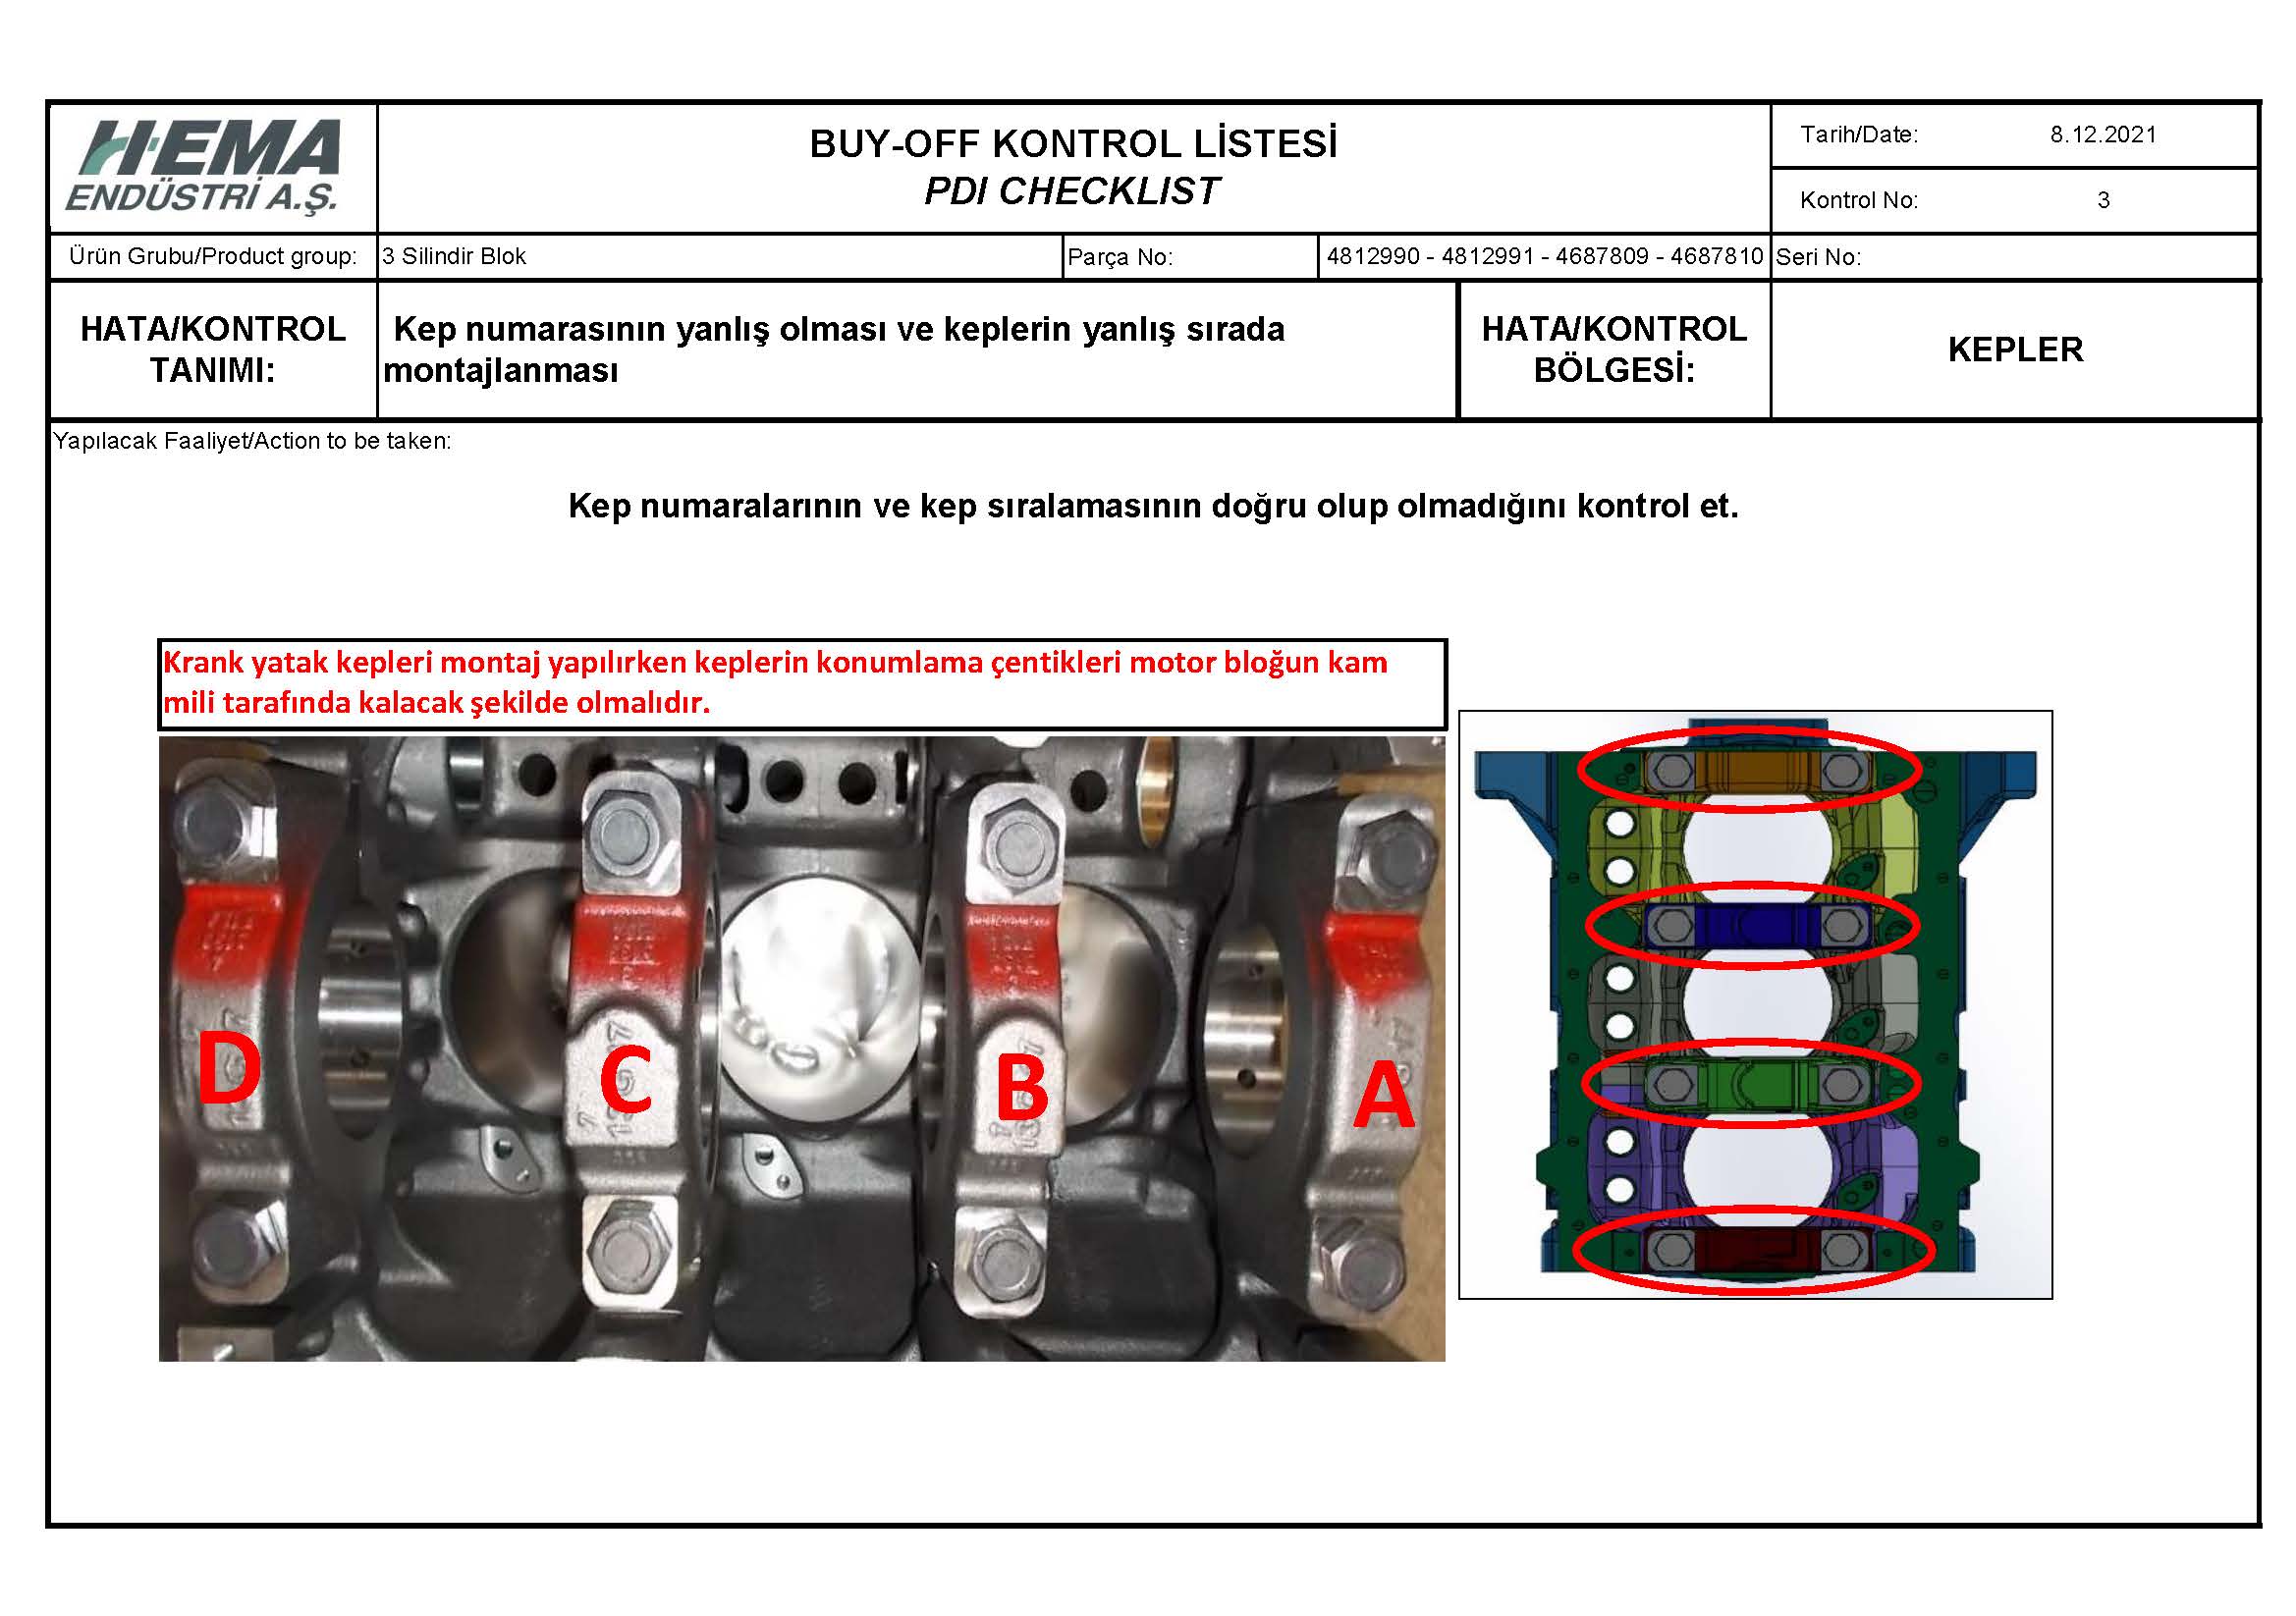 HEMA
ENDÜSTRİ A.Ş.
BUY-OFF KONTROL LİSTESİ
PDI CHECKLIST
Tarih/Date: 8.12.2021
Kontrol No: 3
Ürün Grubu/Product group: 3 Silindir Blok Parça No: 4812990 - 4812991 - 4687809 - 4687810 Seri No:
HATA/KONTROL
TANIMI:
Kep numarasının yanlış olması ve keplerin yanlış sırada
montajlanması
HATA/KONTROL
BÖLGESİ:
KEPLER
Yapılacak Faaliyet/Action to be taken:
Kep numaralarının ve kep sıralamasının doğru olup olmadığını kontrol et.
Krank yatak kepleri montaj yapılırken keplerin konumlama çentikleri motor bloğun kam
mili tarafında kalacak şekilde olmalıdır.
D C B A